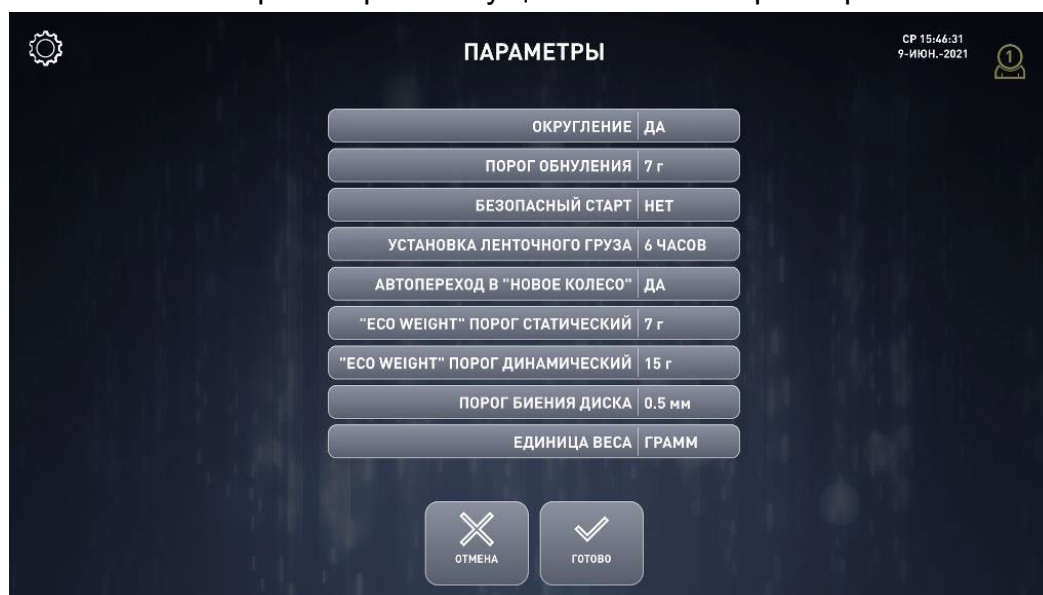 ПАРАМЕТРЫ
СР 15:46:31
9-ИЮН.-2021
1
ОКРУГЛЕНИЕ ДА
ПОРОГ ОБНУЛЕНИЯ 7 г
БЕЗОПАСНЫЙ СТАРТ НЕТ
УСТАНОВКА ЛЕНТОЧНОГО ГРУЗА 6 ЧАСОВ
АВТОПЕРЕХОД В "НОВОЕ КОЛЕСО" ДА
"ECO WEIGHT" ПОРОГ СТАТИЧЕСКИЙ 7 г
"ECO WEIGHT" ПОРОГ ДИНАМИЧЕСКИЙ 15 г
ПОРОГ БИЕНИЯ ДИСКА 0.5 мм
ЕДИНИЦА ВЕСА ГРАММ
ОТМЕНА
ГОТОВО